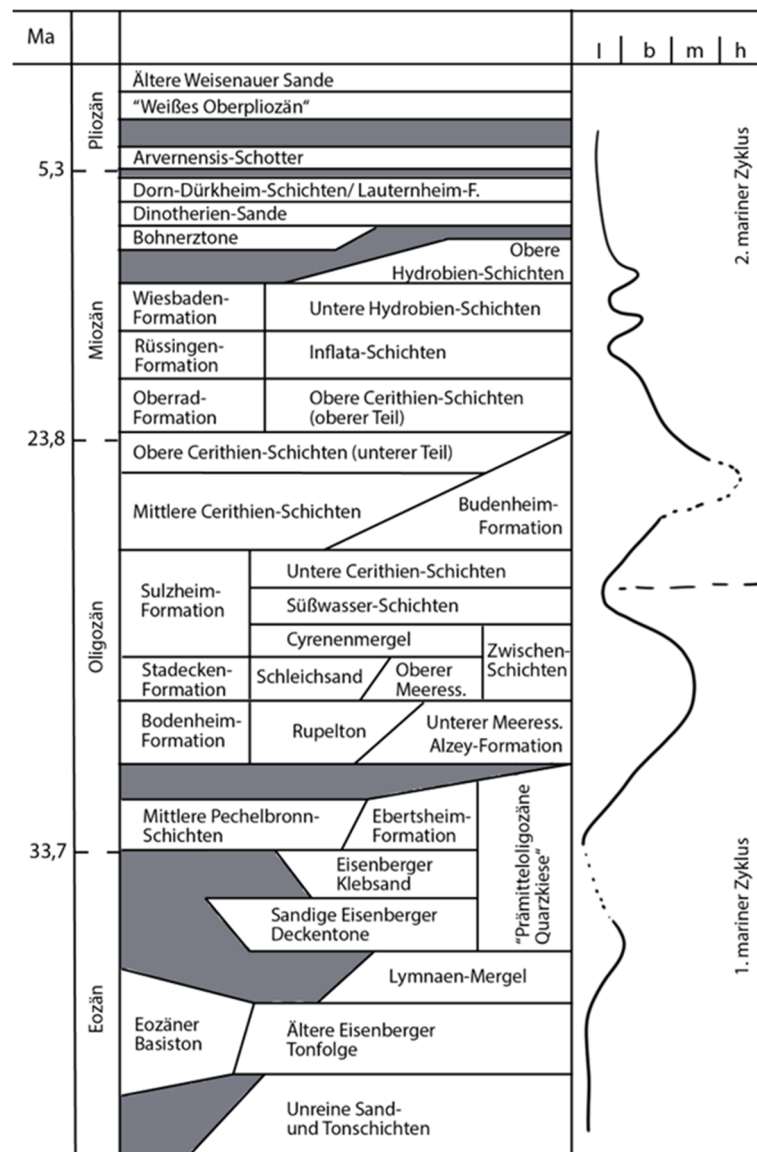 Ma
l
b
m
h
Pliozän
Miozän
Oligozän
Eozän
5,3
23,8
33,7
Ältere Weisenauer Sande
"Weißes Oberpliozän“
Arvernensis-Schotter
Dorn-Dürkheim-Schichten/ Lauternheim-F.
Dinotherien-Sande
Bohnerztone
Obere
Hydrobien-Schichten
Wiesbaden-
Formation
Untere Hydrobien-Schichten
Rüssingen-
Formation
Inflata-Schichten
Oberrad-
Formation
Obere Cerithien-Schichten
(oberer Teil)
Obere Cerithien-Schichten (unterer Teil)
Mittlere Cerithien-Schichten
Budenheim-
Formation
Sulzheim-
Formation
Untere Cerithien-Schichten
Süßwasser-Schichten
Cyrenenmergel
Zwischen-
Schichten
Stadecken-
Formation
Schleichsand
Oberer
Meeress.
Bodenheim-
Formation
Rupelton
Unterer Meeress.
Alzey-Formation
Mittlere Pechelbronn-
Schichten
Ebertsheim-
Formation
"Prämitteloligozäne
Quarzkiese“
Eisenberger
Klebsand
Sandige Eisenberger
Deckentone
Lymnaen-Mergel
Eozäner
Basiston
Ältere Eisenberger
Tonfolge
Unreine Sand-
und Tonschichten
2. mariner Zyklus
1. mariner Zyklus